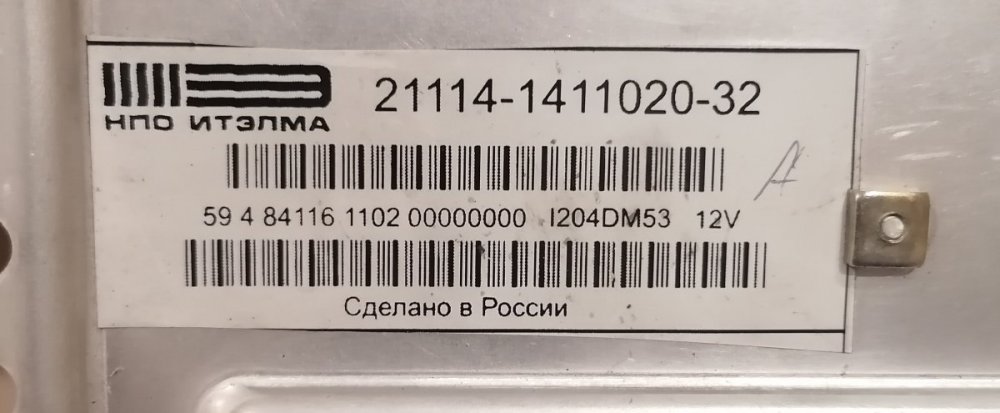 21114-1411020-32
НПО ИТЭЛМА
А
59 4 84116 1102 00000000 I204DM53 12V
Сделано в России